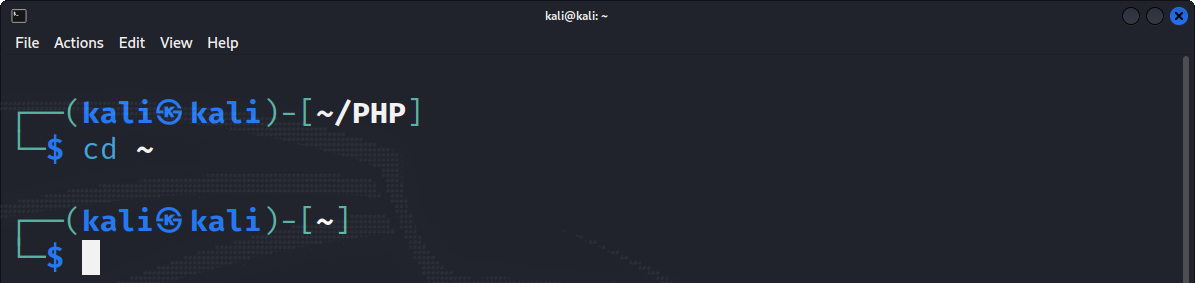 kali@kali: ~
File Actions Edit View Help
┌──(kali㉿kali)-[~/PHP]
└─$ cd ~
┌──(kali㉿kali)-[~]
└─$